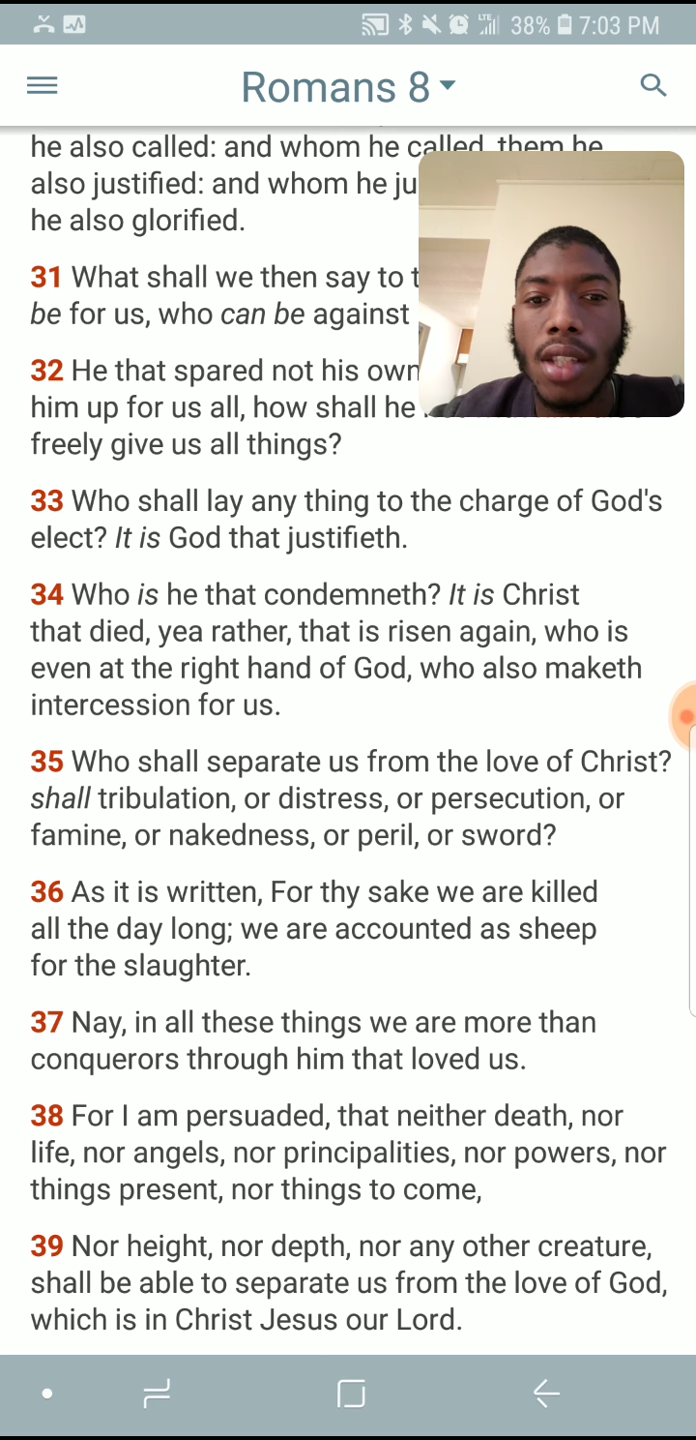 LTE 38% 7:03 PM
Romans 8
he also called: and whom he called, them he
also justified: and whom he ju
he also glorified.
31 What shall we then say to t
be for us, who can be against
32 He that spared not his own
him up for us all, how shall he
freely give us all things?
33 Who shall lay any thing to the charge of God's
elect? It is God that justifieth.
34 Who is he that condemneth? It is Christ
that died, yea rather, that is risen again, who is
even at the right hand of God, who also maketh
intercession for us.
35 Who shall separate us from the love of Christ?
shall tribulation, or distress, or persecution, or
famine, or nakedness, or peril, or sword?
36 As it is written, For thy sake we are killed
all the day long; we are accounted as sheep
for the slaughter.
37 Nay, in all these things we are more than
conquerors through him that loved us.
38 For I am persuaded, that neither death, nor
life, nor angels, nor principalities, nor powers, nor
things present, nor things to come,
39 Nor height, nor depth, nor any other creature,
shall be able to separate us from the love of God,
which is in Christ Jesus our Lord.